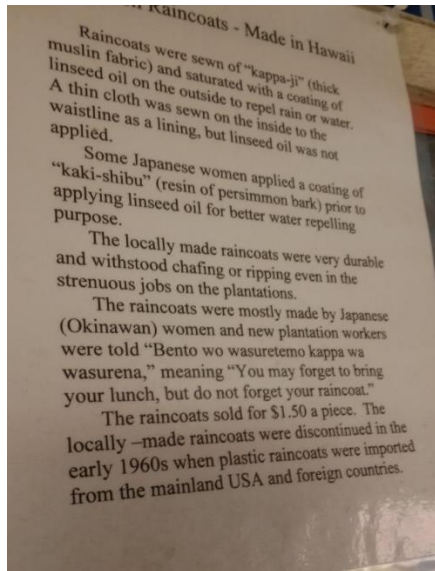 Raincoats - Made in Hawaii
Raincoats were sewn of "kappa-ji" (thick
muslin fabric) and saturated with a coating of
linseed oil on the outside to repel rain or water.
A thin cloth was sewn on the inside to the
waistline as a lining, but linseed oil was not
applied.
Some Japanese women applied a coating of
"kaki-shibu" (resin of persimmon bark) prior to
applying linseed oil for better water repelling
purpose.
The locally made raincoats were very durable
and withstood chafing or ripping even in the
strenuous jobs on the plantations.
The raincoats were mostly made by Japanese
(Okinawan) women and new plantation workers
were told "Bento wo wasuretemo kappa wa
wasurena," meaning "You may forget to bring
your lunch, but do not forget your raincoat."
The raincoats sold for $1.50 a piece. The
locally –made raincoats were discontinued in the
early 1960s when plastic raincoats were imported
from the mainland USA and foreign countries.